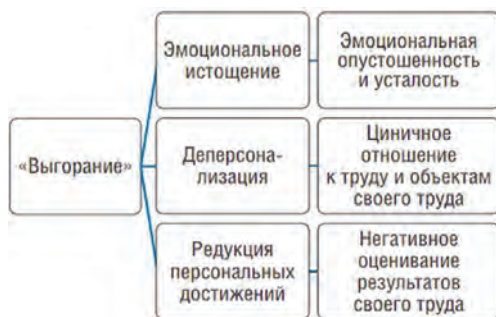 «Выгорание»
Эмоциональное
истощение
Эмоциональная
опустошенность
и усталость
Деперсона-
лизация
Циничное
отношение
к труду и объектам
своего труда
Редукция
персональных
достижений
Негативное
оценивание
результатов
своего труда